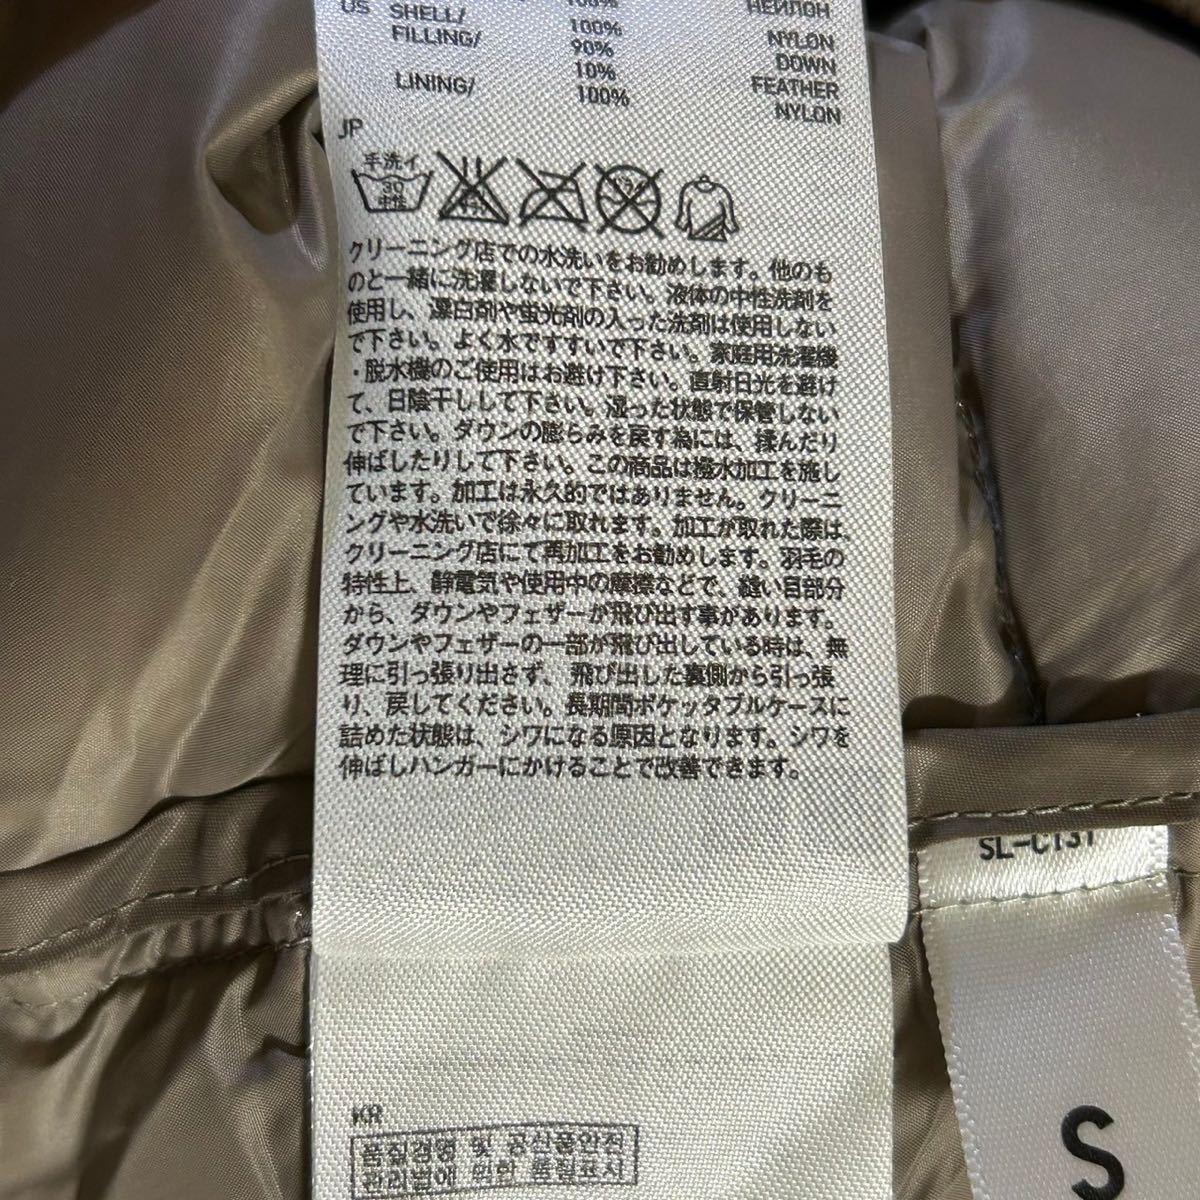 US SHELL/ 100% NYLON
FILLING/ 90% DOWN
10% FEATHER
LINING/ 100% NYLON
JP
手洗イ
30
中性
クリーニング店での水洗いをお勧めします。他のも
のと一緒に洗濯しないで下さい。液体の中性洗剤を
使用し、漂白剤や蛍光剤の入った洗剤は使用しない
で下さい。よく水ですすいで下さい。家庭用洗濯機
・脱水機のご使用はお避け下さい。直射日光を避け
て、日陰干しして下さい。湿った状態で保管しない
で下さい。ダウンの膨らみを戻す為には、揉んだり
伸ばしたりして下さい。この商品は撥水加工を施し
ています。加工は永久的ではありません。クリーニ
ングや水洗いで徐々に取れます。加工が取れた際は、
クリーニング店にて再加工をお勧めします。羽毛の
特性上、静電気や使用中の摩擦などで、縫い目部分
から、ダウンやフェザーが飛び出す事があります。
ダウンやフェザーの一部が飛び出している時は、無
理に引っ張り出さず、飛び出した裏側から引っ張
り、戻してください。長期間ポケッタブルケースに
詰めた状態は、シワになる原因となります。シワを
伸ばしハンガーにかけることで改善できます。
SL-C131
S
KR
품질경영 및 공산품안전
관리법에 의한 품질표시